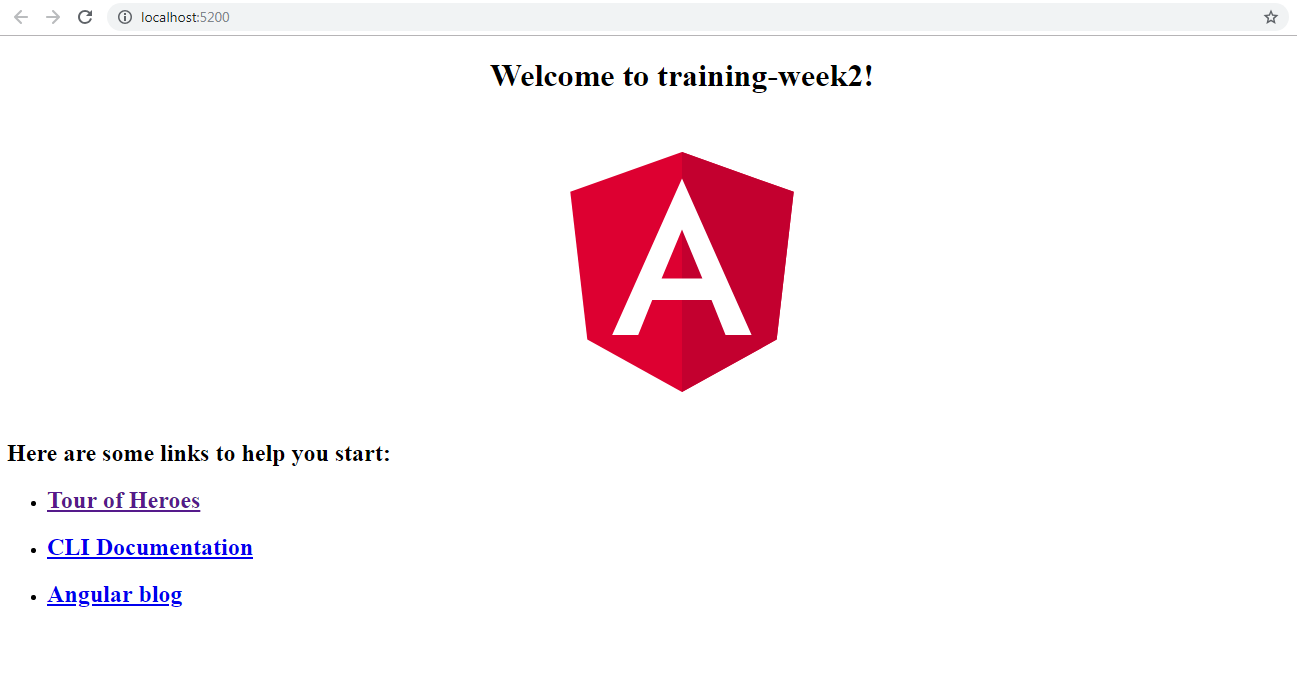 localhost:5200
Welcome to training-week2!
A
Here are some links to help you start:
Tour of Heroes
CLI Documentation
Angular blog